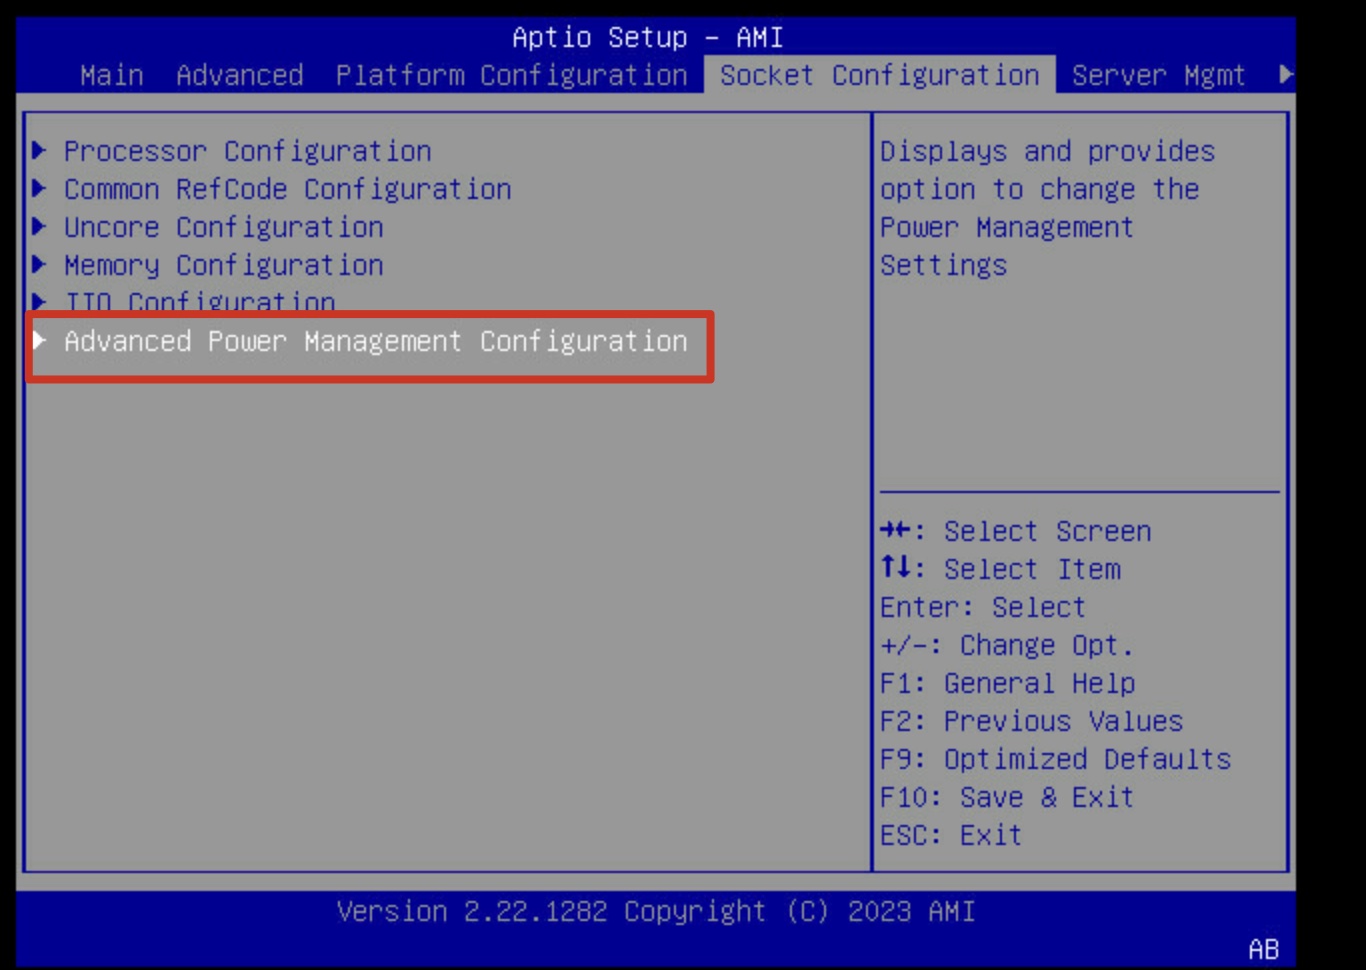 Aptio Setup – AMI
Main Advanced Platform Configuration Socket Configuration Server Mgmt
Processor Configuration
Common RefCode Configuration
Uncore Configuration
Memory Configuration
IIO Configuration
Advanced Power Management Configuration
Displays and provides
option to change the
Power Management
Settings
→←: Select Screen
↑↓: Select Item
Enter: Select
+/-: Change Opt.
F1: General Help
F2: Previous Values
F9: Optimized Defaults
F10: Save & Exit
ESC: Exit
Version 2.22.1282 Copyright (C) 2023 AMI
AB